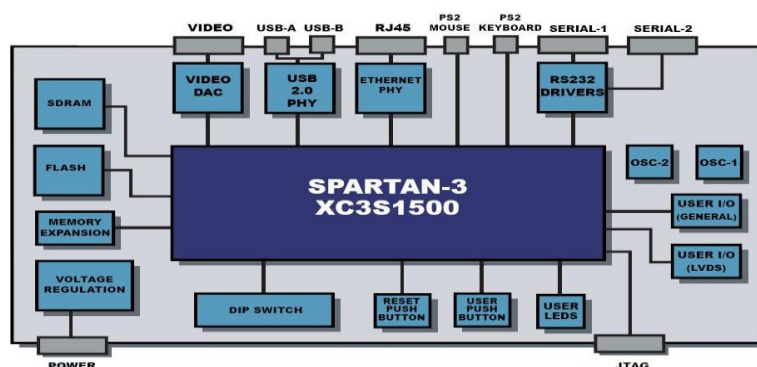 VIDEO
USB-A
USB-B
RJ45
PS2
MOUSE
PS2
KEYBOARD
SERIAL-1
SERIAL-2
VIDEO
DAC
USB
2.0
PHY
ETHERNET
PHY
RS232
DRIVERS
SDRAM
FLASH
MEMORY
EXPANSION
VOLTAGE
REGULATION
SPARTAN-3
XC3S1500
OSC-2
OSC-1
USER I/O
(GENERAL)
USER I/O
(LVDS)
DIP SWITCH
RESET
PUSH
BUTTON
USER
PUSH
BUTTON
USER
LEDS
POWER
JTAG